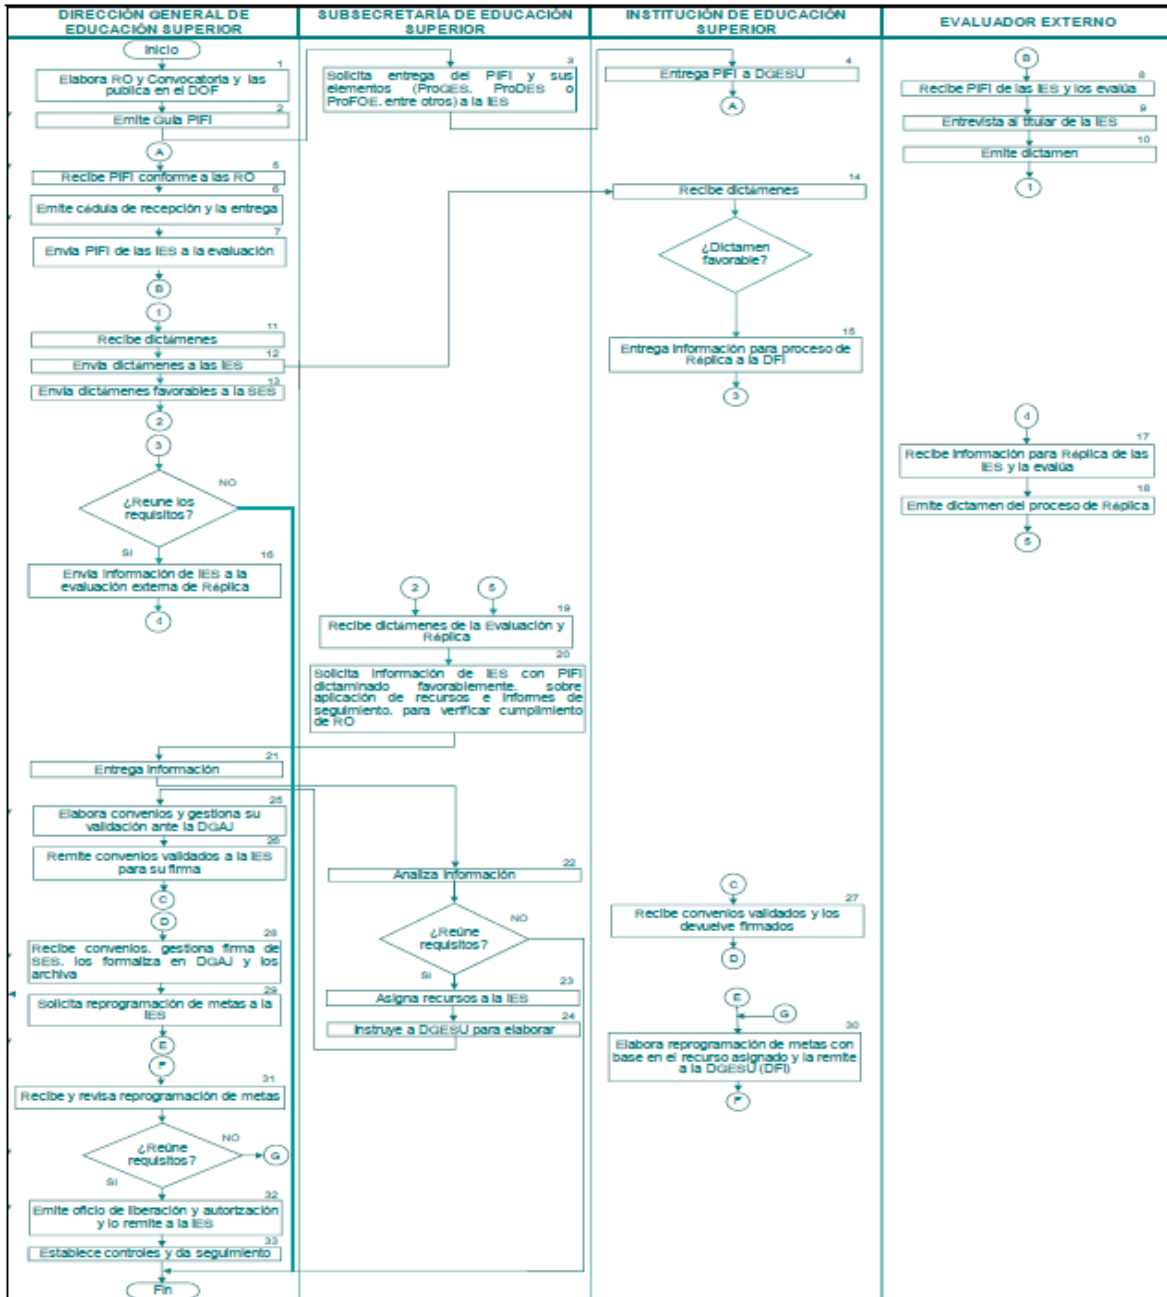 DIRECCIÓN GENERAL DE
EDUCACIÓN SUPERIOR
Inicio
1
Elabora RO y Convocatoria y las
publica en el DOF
2
Emite Guía PIFI
A
5
Recibe PIFI conforme a las RO
6
Emite cédula de recepción y la entrega
7
Envía PIFI de las IES a la evaluación
B
1
11
Recibe dictámenes
12
Envía dictámenes a las IES
13
Envía dictámenes favorables a la SES
2
3
NO
¿Reune los
requisitos?
SI
16
Envía información de IES a la
evaluación externa de Réplica
4
21
Entrega información
25
Elabora convenios y gestiona su
validación ante la DGAJ
26
Remite convenios validados a la IES
para su firma
C
D
28
Recibe convenios, gestiona firma de
SES, los formaliza en DGAJ y los
archiva
29
Solicita reprogramación de metas a la
IES
E
F
31
Recibe y revisa reprogramación de metas
¿Reúne
requisitos?
NO
G
SI
32
Emite oficio de liberación y autorización
y lo remite a la IES
33
Establece controles y da seguimiento
Fin
SUBSECRETARÍA DE EDUCACIÓN
SUPERIOR
3
Solicita entrega del PIFI y sus
elementos (ProGES. ProDES o
ProFOE. entre otros) a la IES
2
5
19
Recibe dictámenes de la Evaluación y
Réplica
20
Solicita información de IES con PIFI
dictaminado favorablemente. sobre
aplicación de recursos e informes de
seguimiento. para verificar cumplimiento
de RO
22
Analiza información
¿Reúne
requisitos?
NO
SI
23
Asigna recursos a la IES
24
Instruye a DGESU para elaborar
INSTITUCIÓN DE EDUCACIÓN
SUPERIOR
4
Entrega PIFI a DGESU
A
14
Recibe dictámenes
¿Dictamen
favorable?
15
Entrega información para proceso de
Réplica a la DFI
3
C
27
Recibe convenios validados y los
devuelve firmados
D
E
G
30
Elabora reprogramación de metas con
base en el recurso asignado y la remite
a la DGESU (DFI)
F
EVALUADOR EXTERNO
B
8
Recibe PIFI de las IES y los evalúa
9
Entrevista al titular de la IES
10
Emite dictamen
1
4
17
Recibe información para Réplica de las
IES y la evalúa
18
Emite dictamen del proceso de Réplica
5